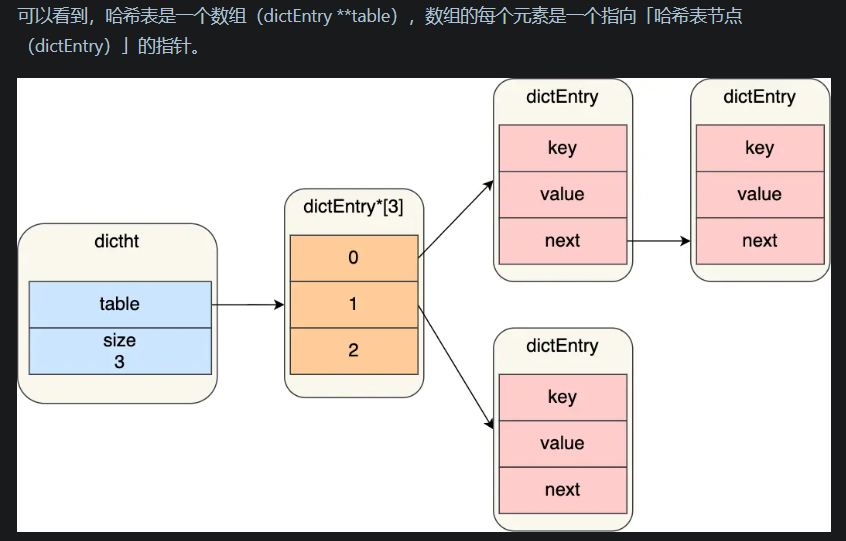 可以看到，哈希表是一个数组（dictEntry **table），数组的每个元素是一个指向「哈希表节点
（dictEntry）」的指针。
dictht
table
size
3
dictEntry*[3]
0
1
2
dictEntry
key
value
next
dictEntry
key
value
next
dictEntry
key
value
next